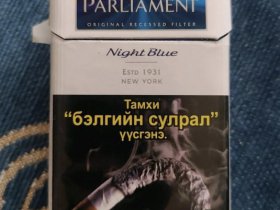 PARLIAMENT
ORIGINAL RECESSED FILTER
Night Blue
ESTD 1931
NEW YORK
Тамхи
"бэлгийн сулрал"
үүсгэнэ.